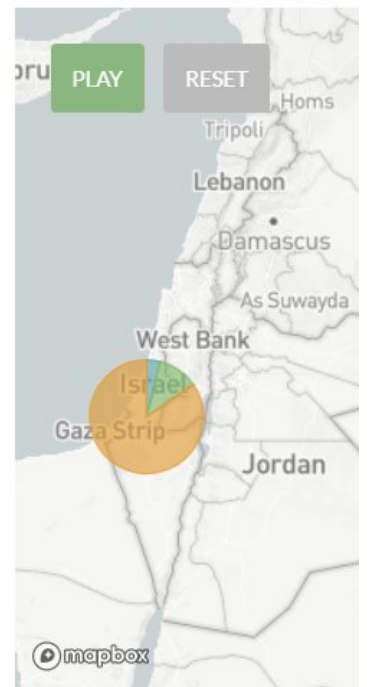 PLAY
RESET
Homs
Tripoli
Lebanon
Damascus
As Suwayda
West Bank
Israel
Gaza Strip
Jordan
mapbox